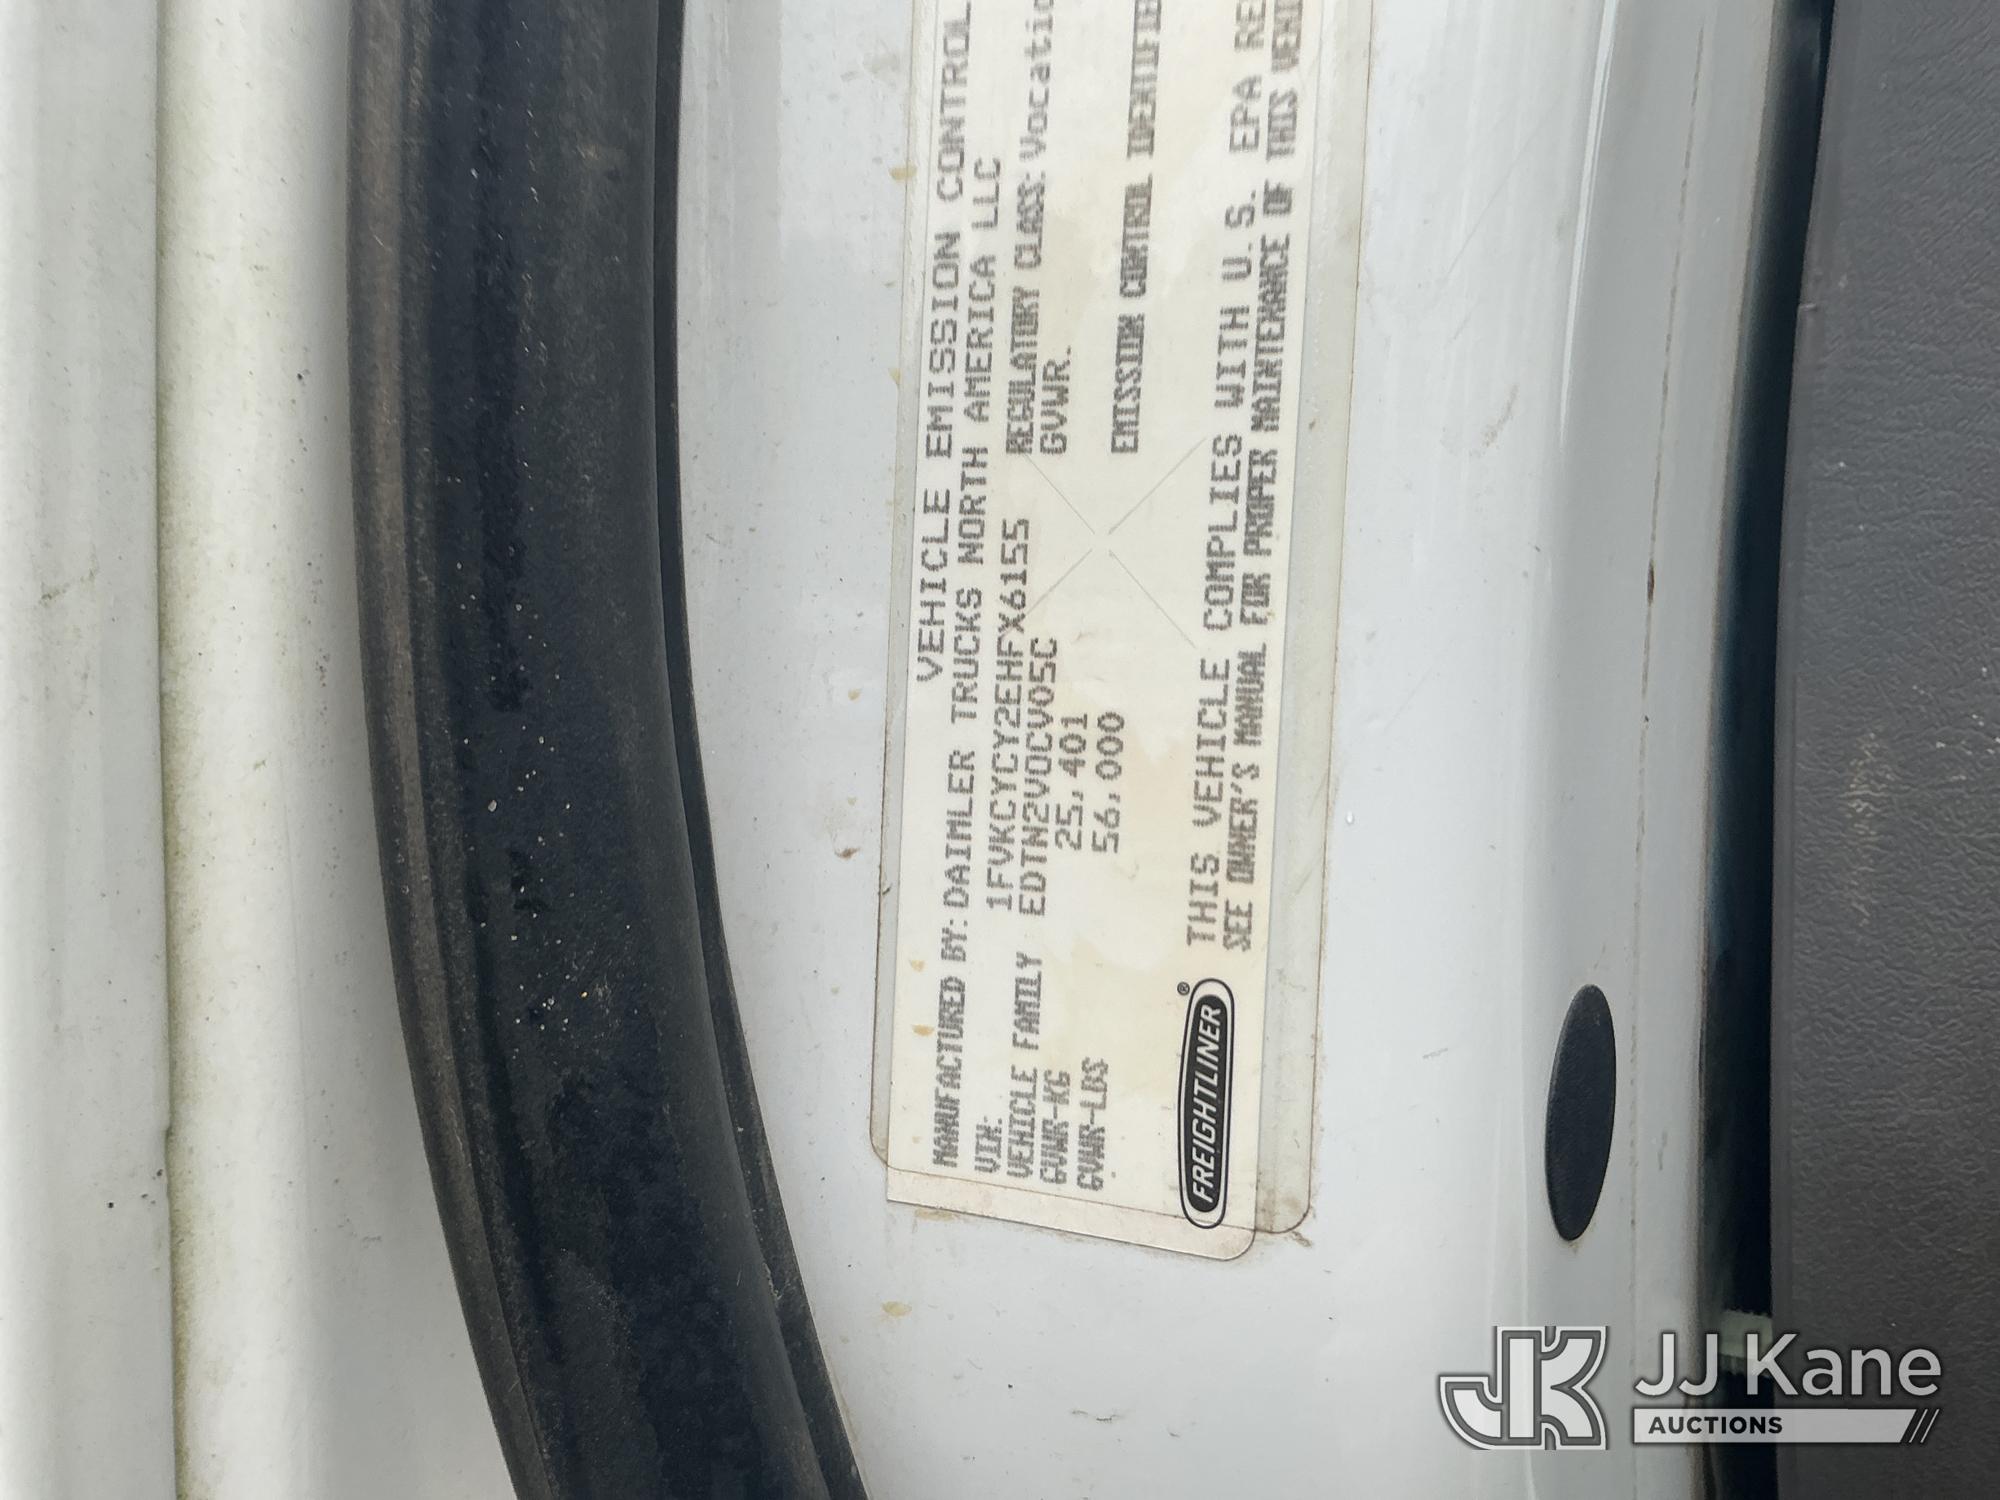 VEHICLE EMISSION CONTROL
MANUFACTURED BY: DAIMLER TRUCKS NORTH AMERICA LLC
VIN: 1FVKCYCY2EHFX6155 REGULATORY CLASS: Vocatio
VEHICLE FAMILY EDTN2VOCV05C GVWR.
GVWR-KG 25,401
GVWR-LBS 56,000 EMISSION CONTROL IDENTIFIE
THIS VEHICLE COMPLIES WITH U.S. EPA RE
SEE OWNER'S MANUAL FOR PROPER MAINTENANCE OF THIS VEHI
FREIGHTLINER®
JK JJ Kane
AUCTIONS